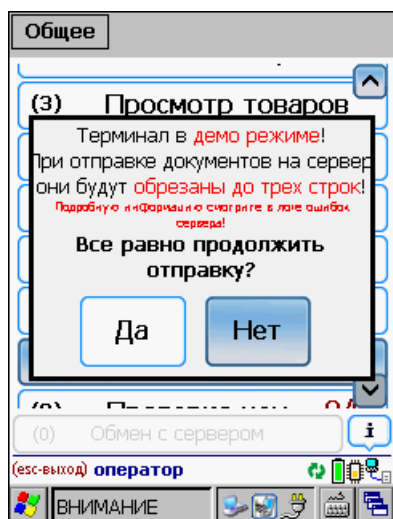 Общее
(3) Просмотр товаров
Терминал в демо режиме!
При отправке документов на сервер
они будут обрезаны до трех строк!
Подробную информацию смотрите в логе ошибок
сервера!
Все равно продолжить
отправку?
Да
Нет
(0) Обмен с сервером
i
(esc-выход) оператор
ВНИМАНИЕ